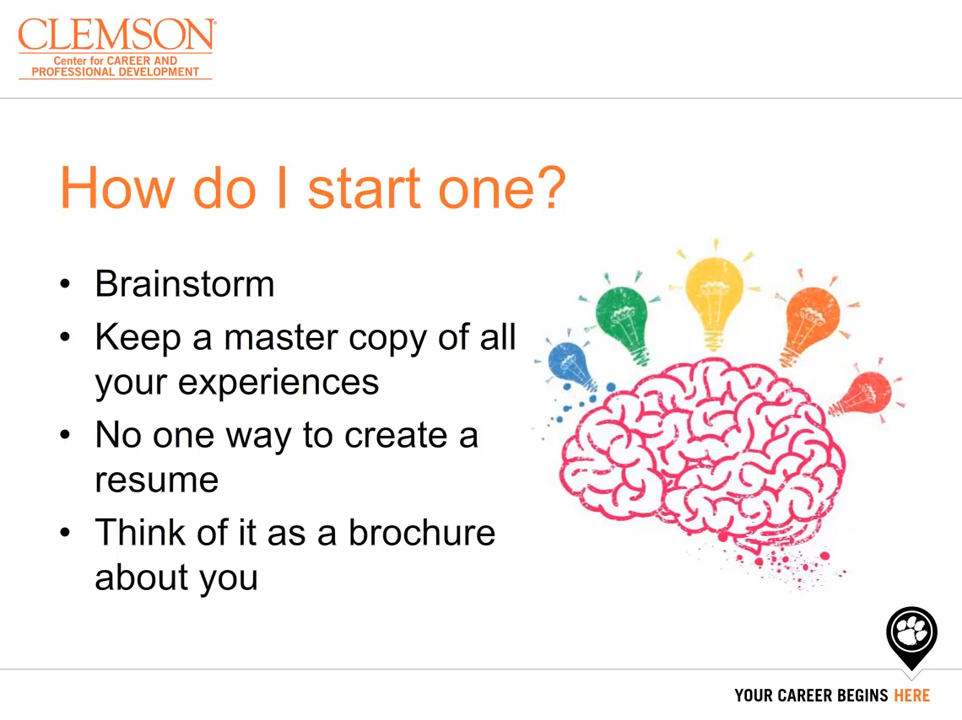 CLEMSON®
Center for CAREER AND
PROFESSIONAL DEVELOPMENT
How do I start one?
• Brainstorm
• Keep a master copy of all
your experiences
• No one way to create a
resume
• Think of it as a brochure
about you
YOUR CAREER BEGINS HERE